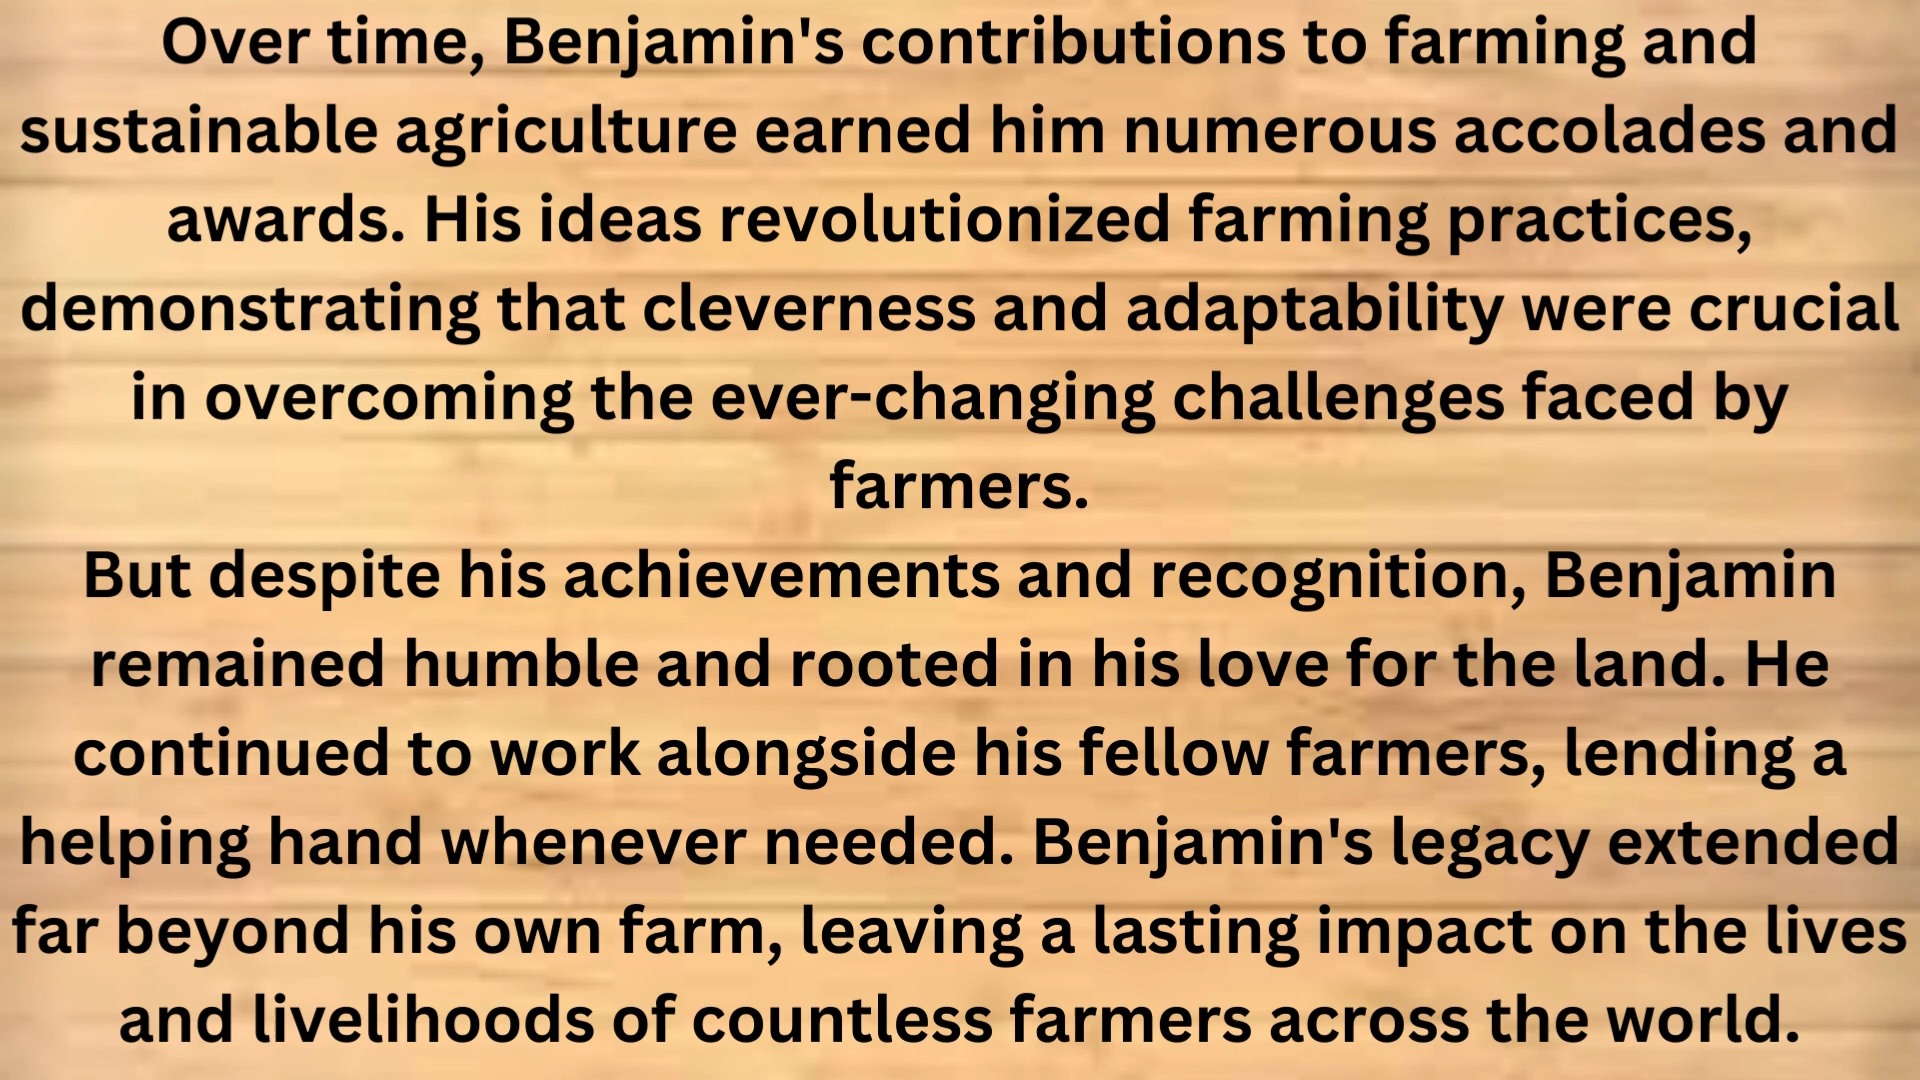 Over time, Benjamin's contributions to farming and
sustainable agriculture earned him numerous accolades and
awards. His ideas revolutionized farming practices,
demonstrating that cleverness and adaptability were crucial
in overcoming the ever-changing challenges faced by
farmers.
But despite his achievements and recognition, Benjamin
remained humble and rooted in his love for the land. He
continued to work alongside his fellow farmers, lending a
helping hand whenever needed. Benjamin's legacy extended
far beyond his own farm, leaving a lasting impact on the lives
and livelihoods of countless farmers across the world.